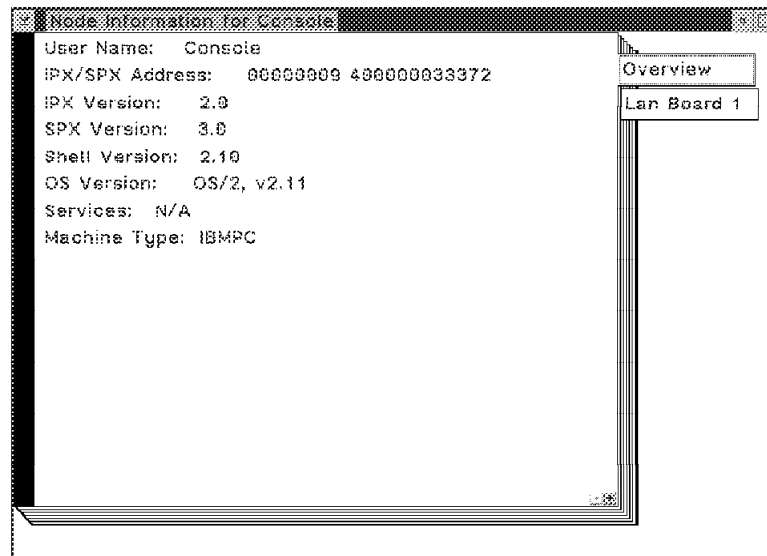 Node Information for Console
User Name: Console
IPX/SPX Address: 00000009 400000033372
IPX Version: 2.0
SPX Version: 3.0
Shell Version: 2.10
OS Version: OS/2, v2.11
Services: N/A
Machine Type: IBMPC
Overview
Lan Board 1